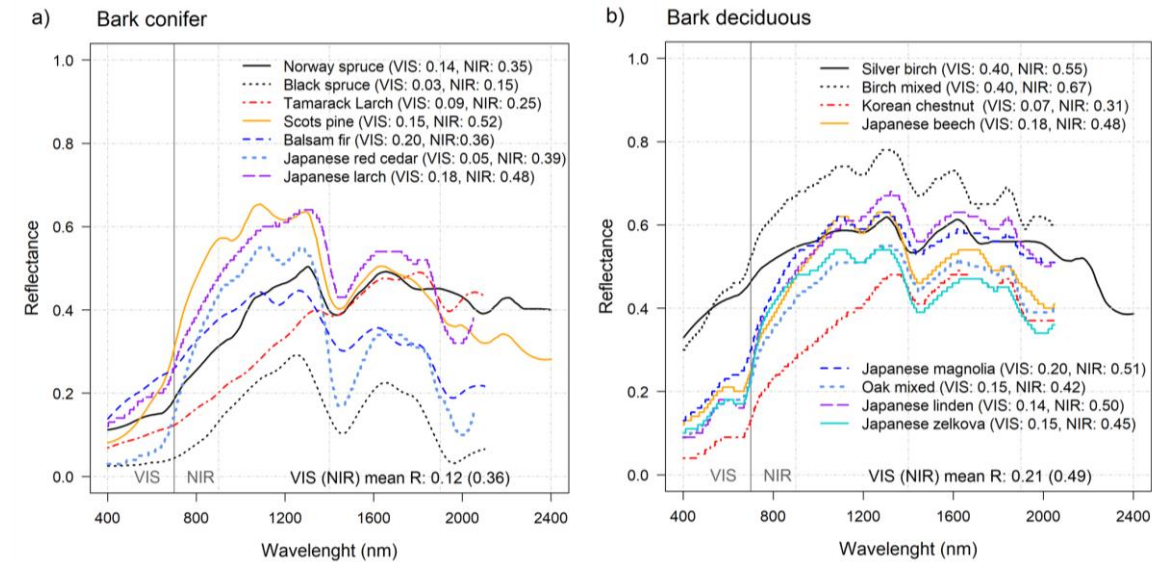 a) Bark conifer
1.0
0.8
0.6
0.4
0.2
0.0
Reflectance
Norway spruce (VIS: 0.14, NIR: 0.35)
Black spruce (VIS: 0.03, NIR: 0.15)
Tamarack Larch (VIS: 0.09, NIR: 0.25)
Scots pine (VIS: 0.15, NIR: 0.52)
Balsam fir (VIS: 0.20, NIR:0.36)
Japanese red cedar (VIS: 0.05, NIR: 0.39)
Japanese larch (VIS: 0.18, NIR: 0.48)
VIS NIR VIS (NIR) mean R: 0.12 (0.36)
400 800 1200 1600 2000 2400
Wavelenght (nm)
b) Bark deciduous
1.0
0.8
0.6
0.4
0.2
0.0
Reflectance
Silver birch (VIS: 0.40, NIR: 0.55)
Birch mixed (VIS: 0.40, NIR: 0.67)
Korean chestnut (VIS: 0.07, NIR: 0.31)
Japanese beech (VIS: 0.18, NIR: 0.48)
Japanese magnolia (VIS: 0.20, NIR: 0.51)
Oak mixed (VIS: 0.15, NIR: 0.42)
Japanese linden (VIS: 0.14, NIR: 0.50)
Japanese zelkova (VIS: 0.15, NIR: 0.45)
VIS NIR VIS (NIR) mean R: 0.21 (0.49)
400 800 1200 1600 2000 2400
Wavelenght (nm)